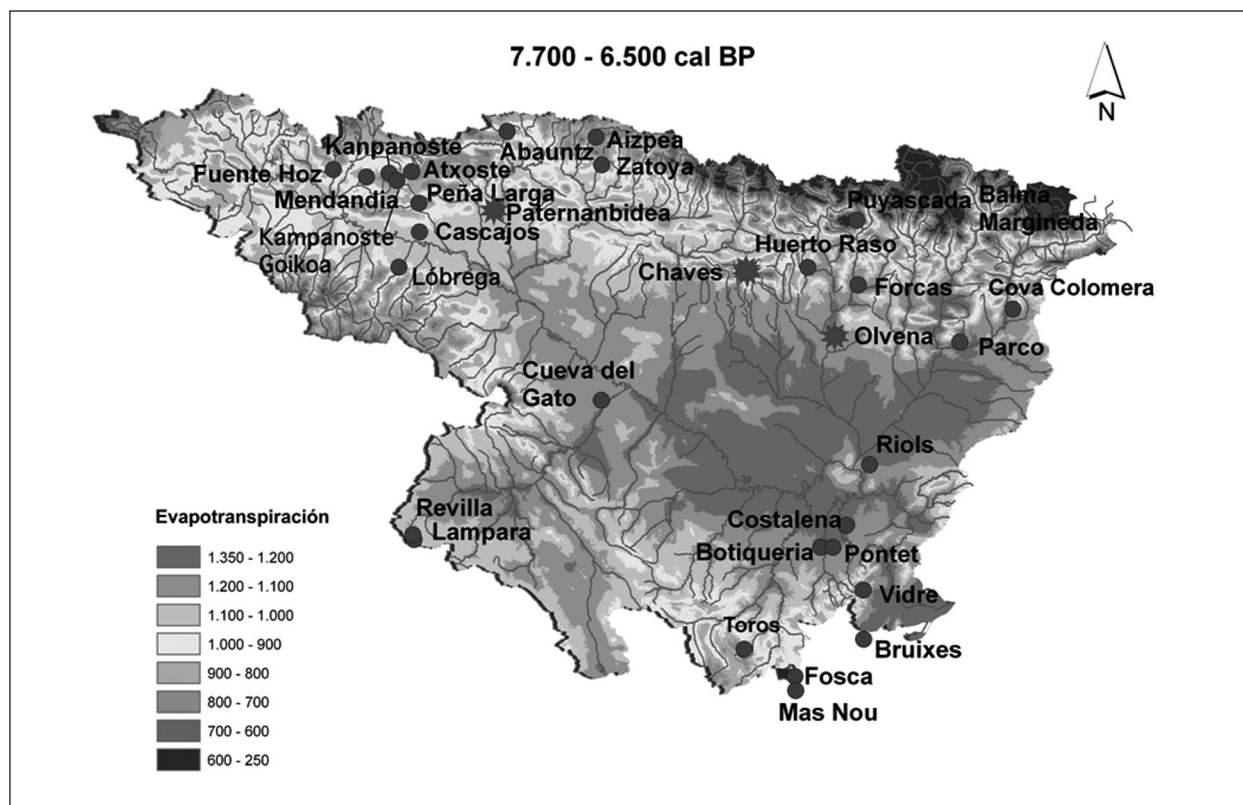 7.700 - 6.500 cal BP
N
Kanpanoste
Abauntz
Aizpea
Zatoya
Fuente Hoz
Atxoste
Mendandia
Peña Larga
Paternanbidea
Puyascada
Balma
Margineda
Kampanoste
Goikoa
Cascajos
Lóbrega
Huerto Raso
Chaves
Forcas
Cova Colomera
Olvena
Parco
Cueva del
Gato
Riols
Revilla
Lampara
Costalena
Botiqueria
Pontet
Vidre
Toros
Bruixes
Fosca
Mas Nou
Evapotranspiración
1.350 - 1.200
1.200 - 1.100
1.100 - 1.000
1.000 - 900
900 - 800
800 - 700
700 - 600
600 - 250